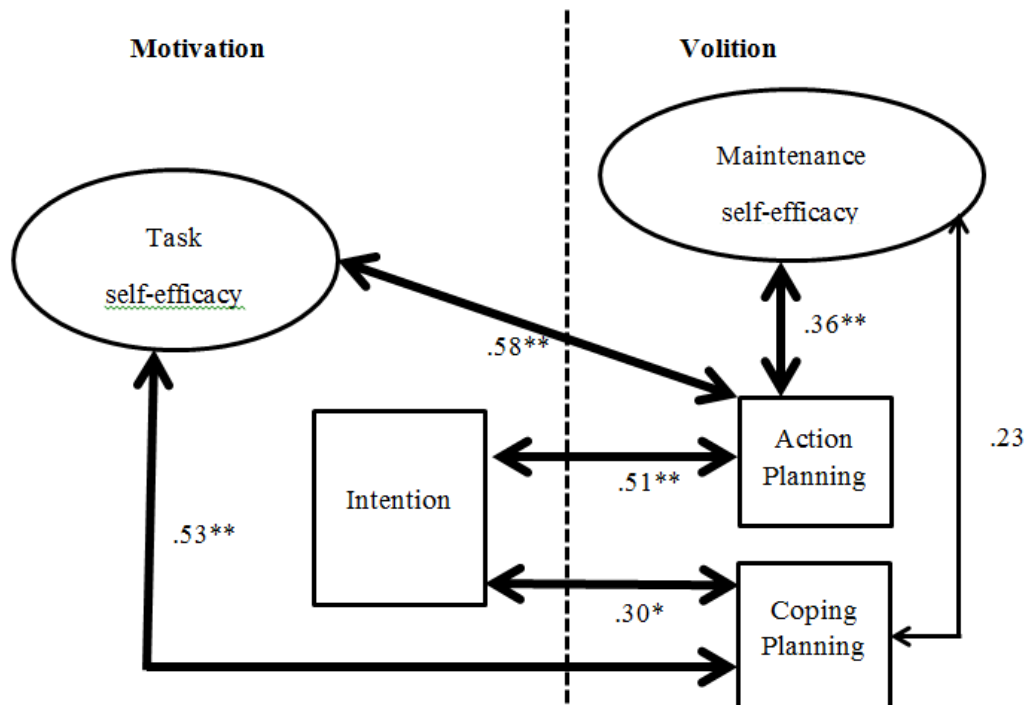 Motivation
Volition
Maintenance
self-efficacy
Task
self-efficacy
.58**
.36**
Action
Planning
.23
.51**
Intention
.53**
.30*
Coping
Planning